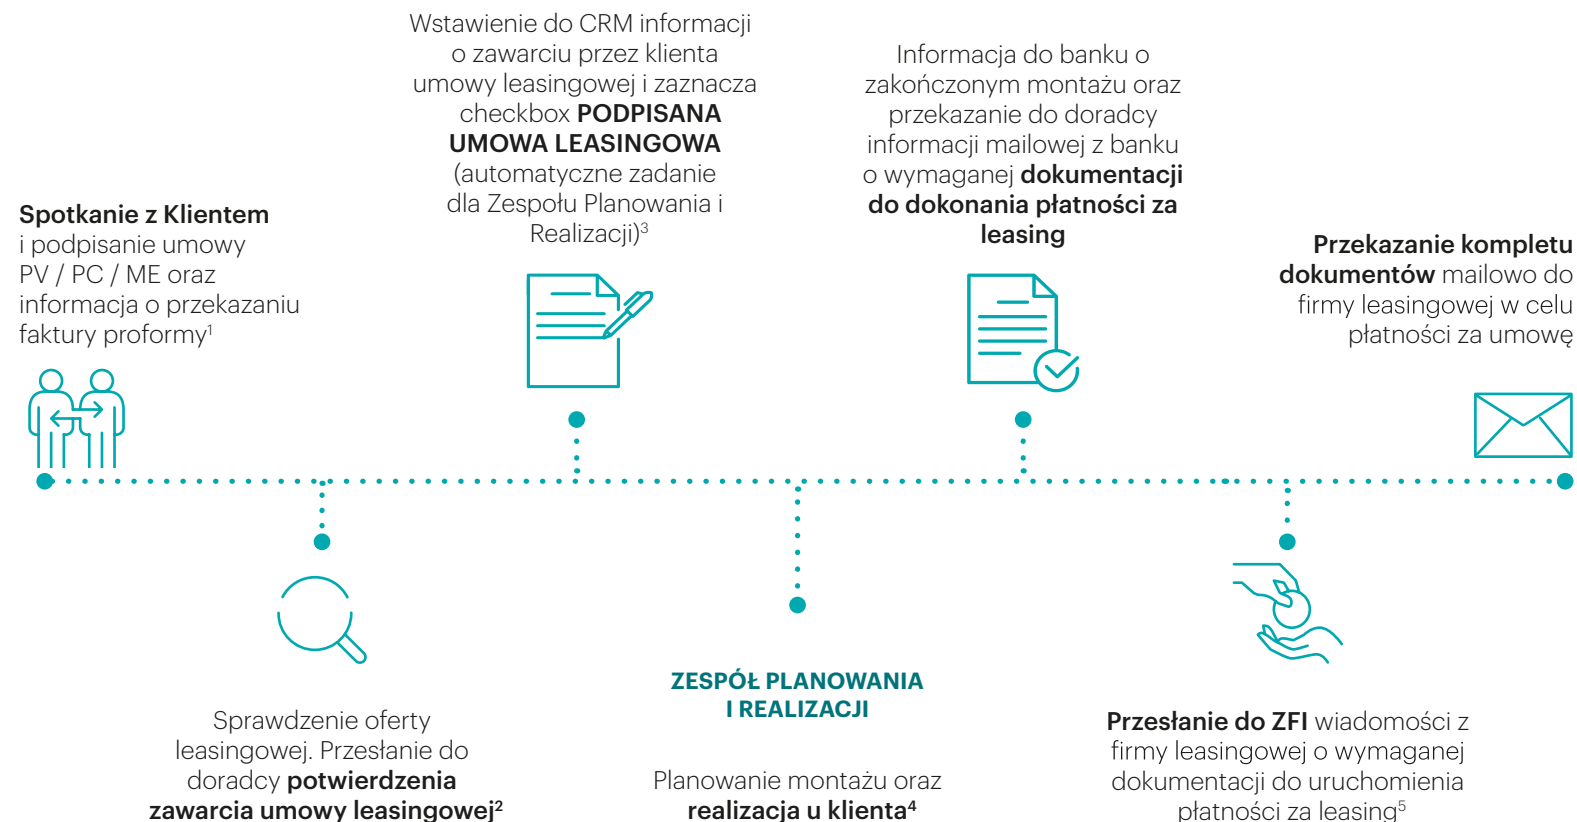 Spotkanie z Klientem
i podpisanie umowy
PV / PC / ME oraz
informacja o przekazaniu
faktury proformy¹
Sprawdzenie oferty
leasingowej. Przesłanie do
doradcy potwierdzenia
zawarcia umowy leasingowej²
Wstawienie do CRM informacji
o zawarciu przez klienta
umowy leasingowej i zaznacza
checkbox PODPISANA
UMOWA LEASINGOWA
(automatyczne zadanie
dla Zespołu Planowania i
Realizacji)³
ZESPÓŁ PLANOWANIA
I REALIZACJI
Planowanie montażu oraz
realizacja u klienta⁴
Informacja do banku o
zakończonym montażu oraz
przekazanie do doradcy
informacji mailowej z banku
o wymaganej dokumentacji
do dokonania płatności za
leasing
Przesłanie do ZFI wiadomości z
firmy leasingowej o wymaganej
dokumentacji do uruchomienia
płatności za leasing⁵
Przekazanie kompletu
dokumentów mailowo do
firmy leasingowej w celu
płatności za umowę